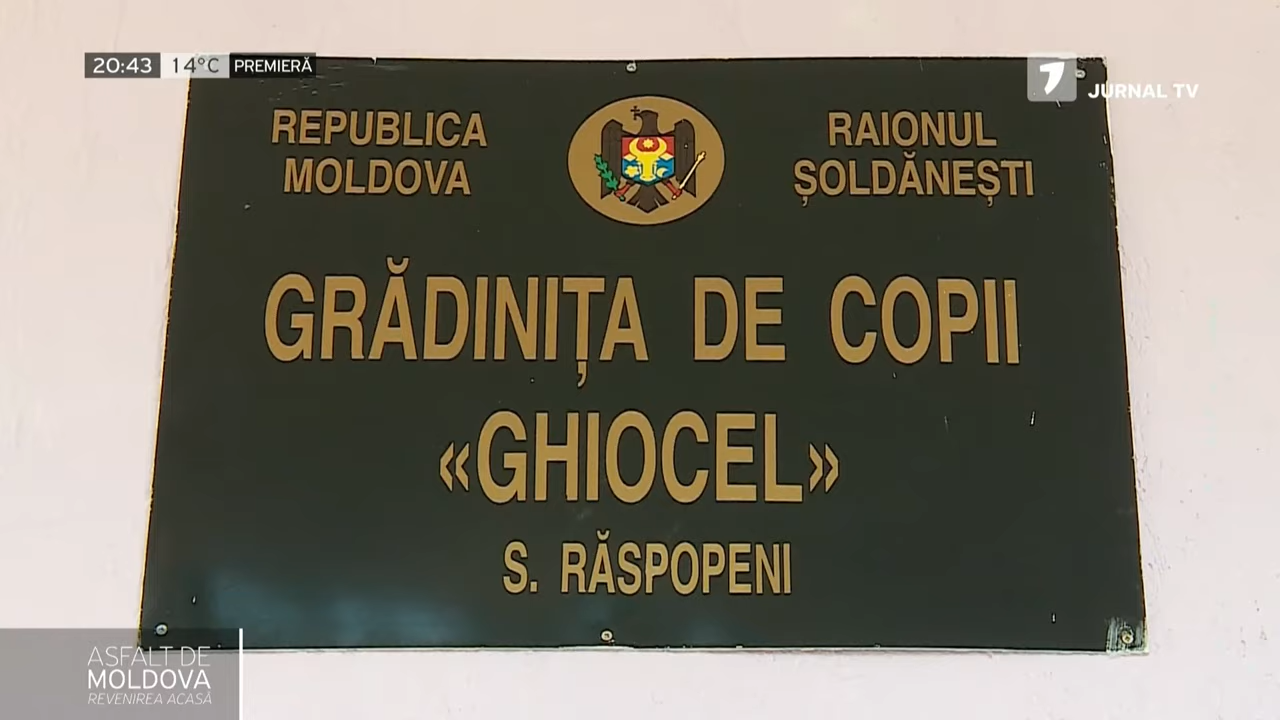 20:43 14°C PREMIERĂ
JURNAL TV
REPUBLICA
MOLDOVA
RAIONUL
ȘOLDĂNEȘTI
GRĂDINIȚA DE COPII
«GHIOCEL»
S. RĂSPOPENI
ASFALT DE
MOLDOVA
REVENIREA ACASĂ